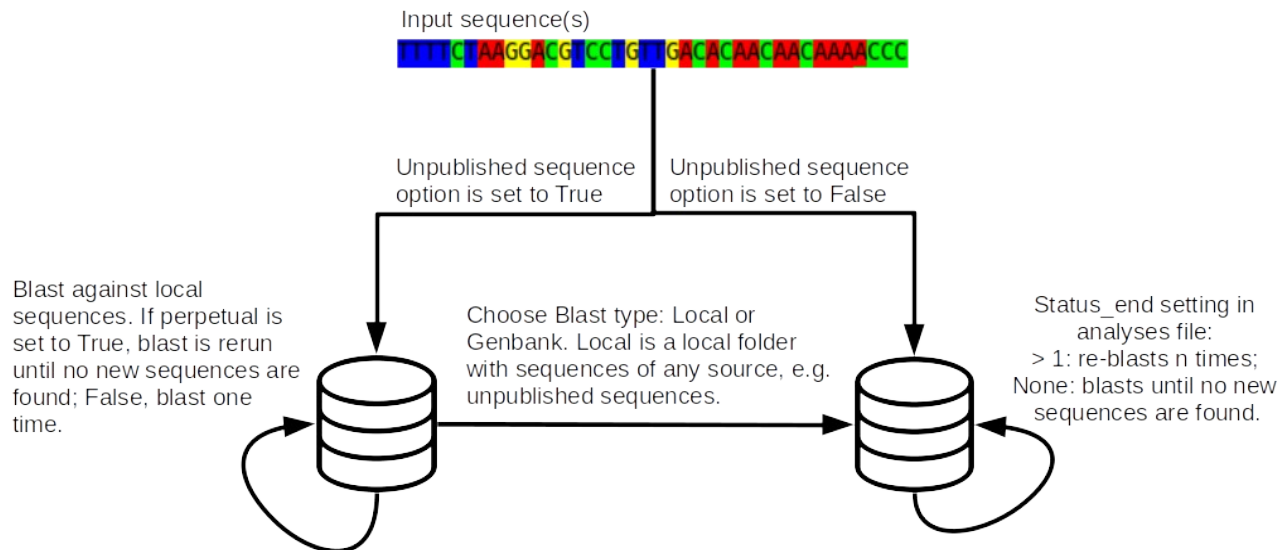 Input sequence(s)
TTTTCTAAGGACGTCCTGTTGACACAACAACAAAACCC
Unpublished sequence
option is set to True
Unpublished sequence
option is set to False
Blast against local
sequences. If perpetual is
set to True, blast is rerun
until no new sequences are
found; False, blast one
time.
Choose Blast type: Local or
Genbank. Local is a local folder
with sequences of any source, e.g.
unpublished sequences.
Status_end setting in
analyses file:
> 1: re-blasts n times;
None: blasts until no new
sequences are found.